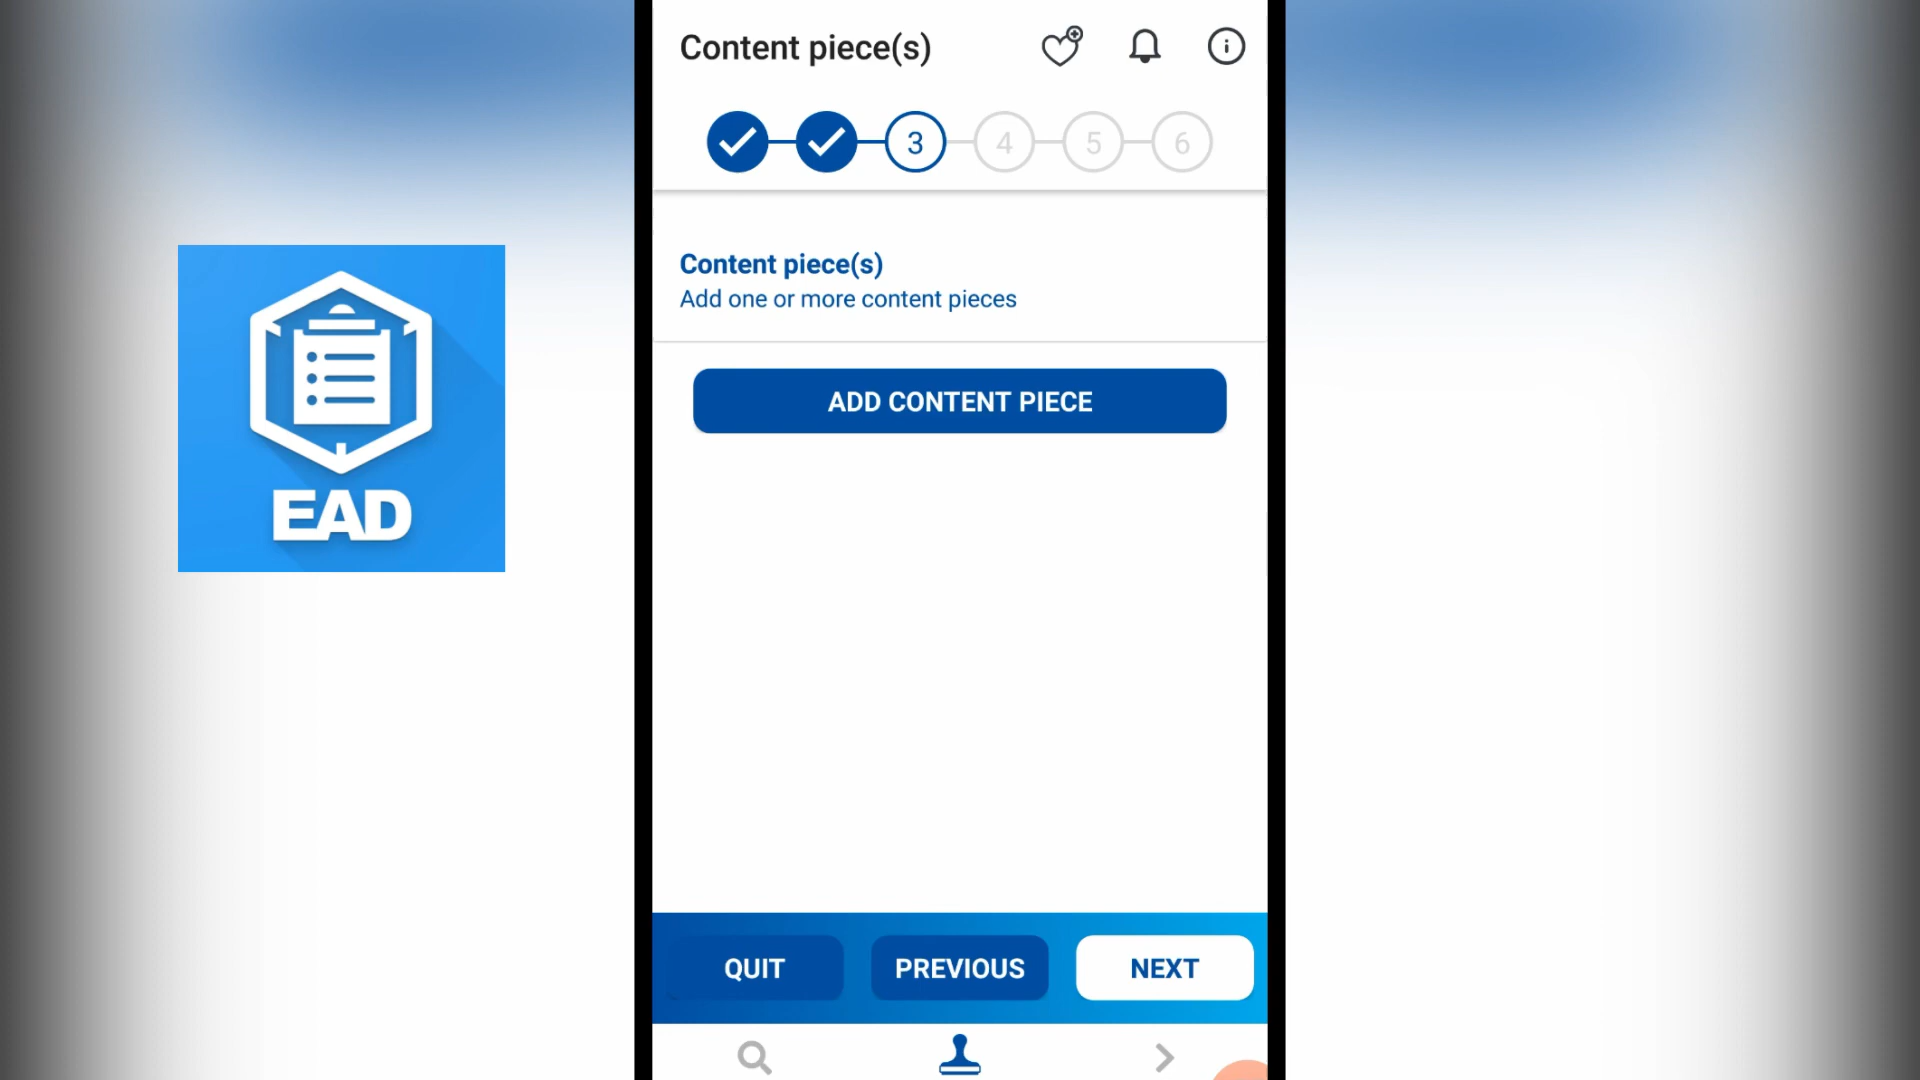 Content piece(s)
3
4
5
6
Content piece(s)
Add one or more content pieces
ADD CONTENT PIECE
EAD
QUIT
PREVIOUS
NEXT